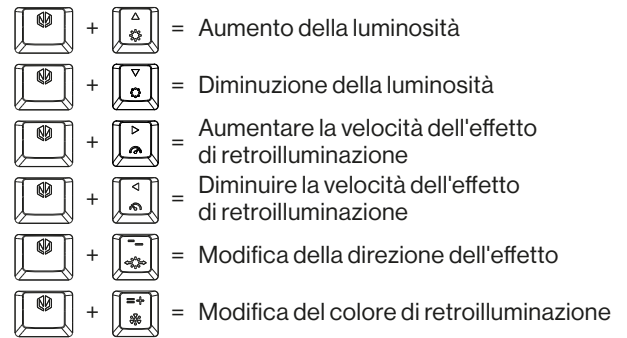 + = Aumento della luminosità
+ = Diminuzione della luminosità
+ = Aumentare la velocità dell'effetto
di retroilluminazione
+ = Diminuire la velocità dell'effetto
di retroilluminazione
+ -_ = Modifica della direzione dell'effetto
+ =+ = Modifica del colore di retroilluminazione